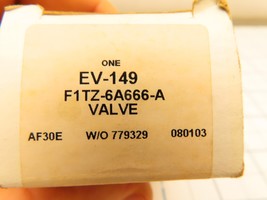 ONE
EV-149
F1TZ-6A666-A
VALVE
AF30E W/O 779329 080103